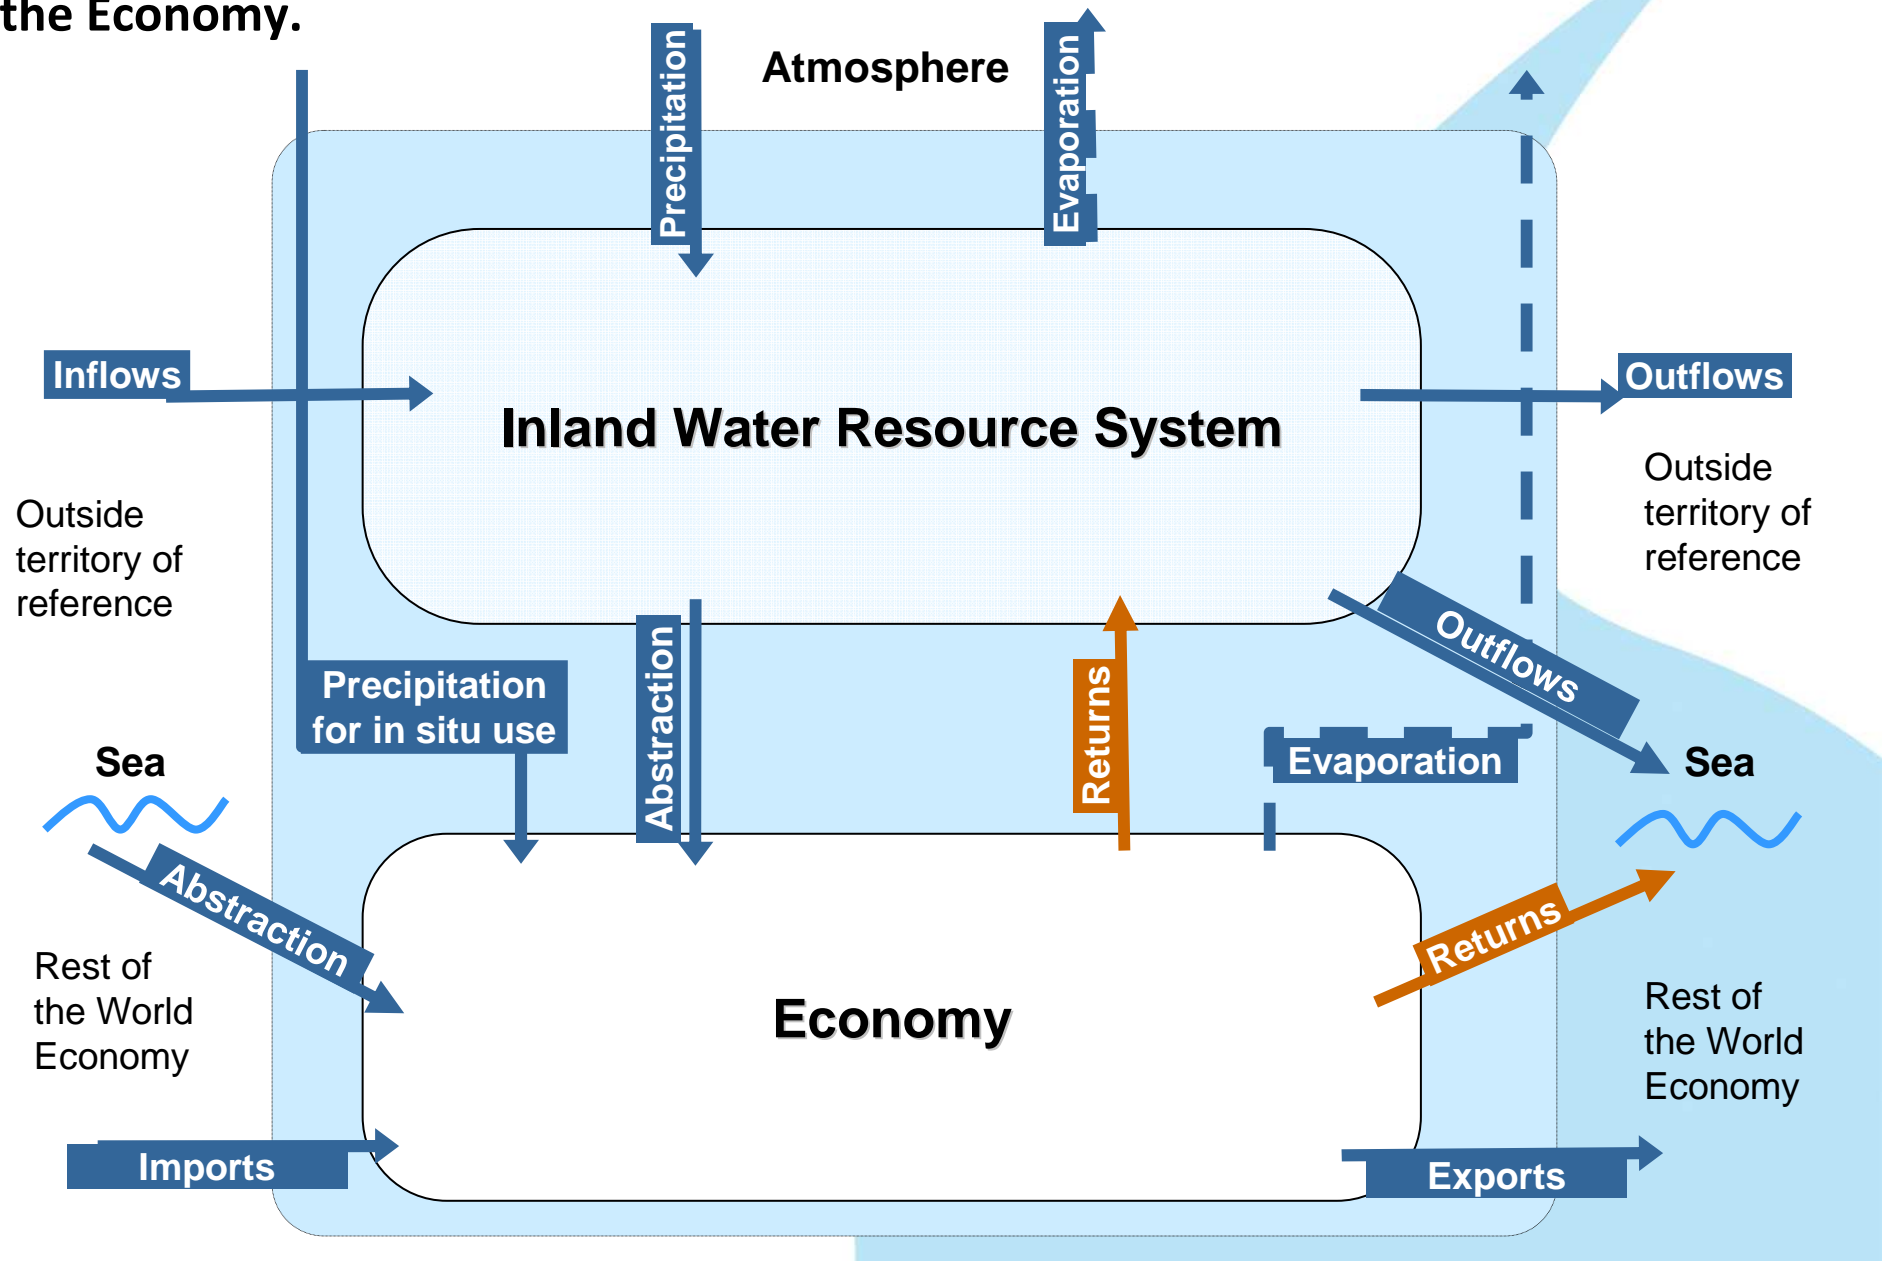 the Economy.
Atmosphere
Precipitation
Evaporation
Inflows
Outflows
Inland Water Resource System
Outside
territory of
reference
Outside
territory of
reference
Precipitation
for in situ use
Abstraction
Returns
Outflows
Evaporation
Sea
Sea
Abstraction
Returns
Rest of
the World
Economy
Economy
Rest of
the World
Economy
Imports
Exports